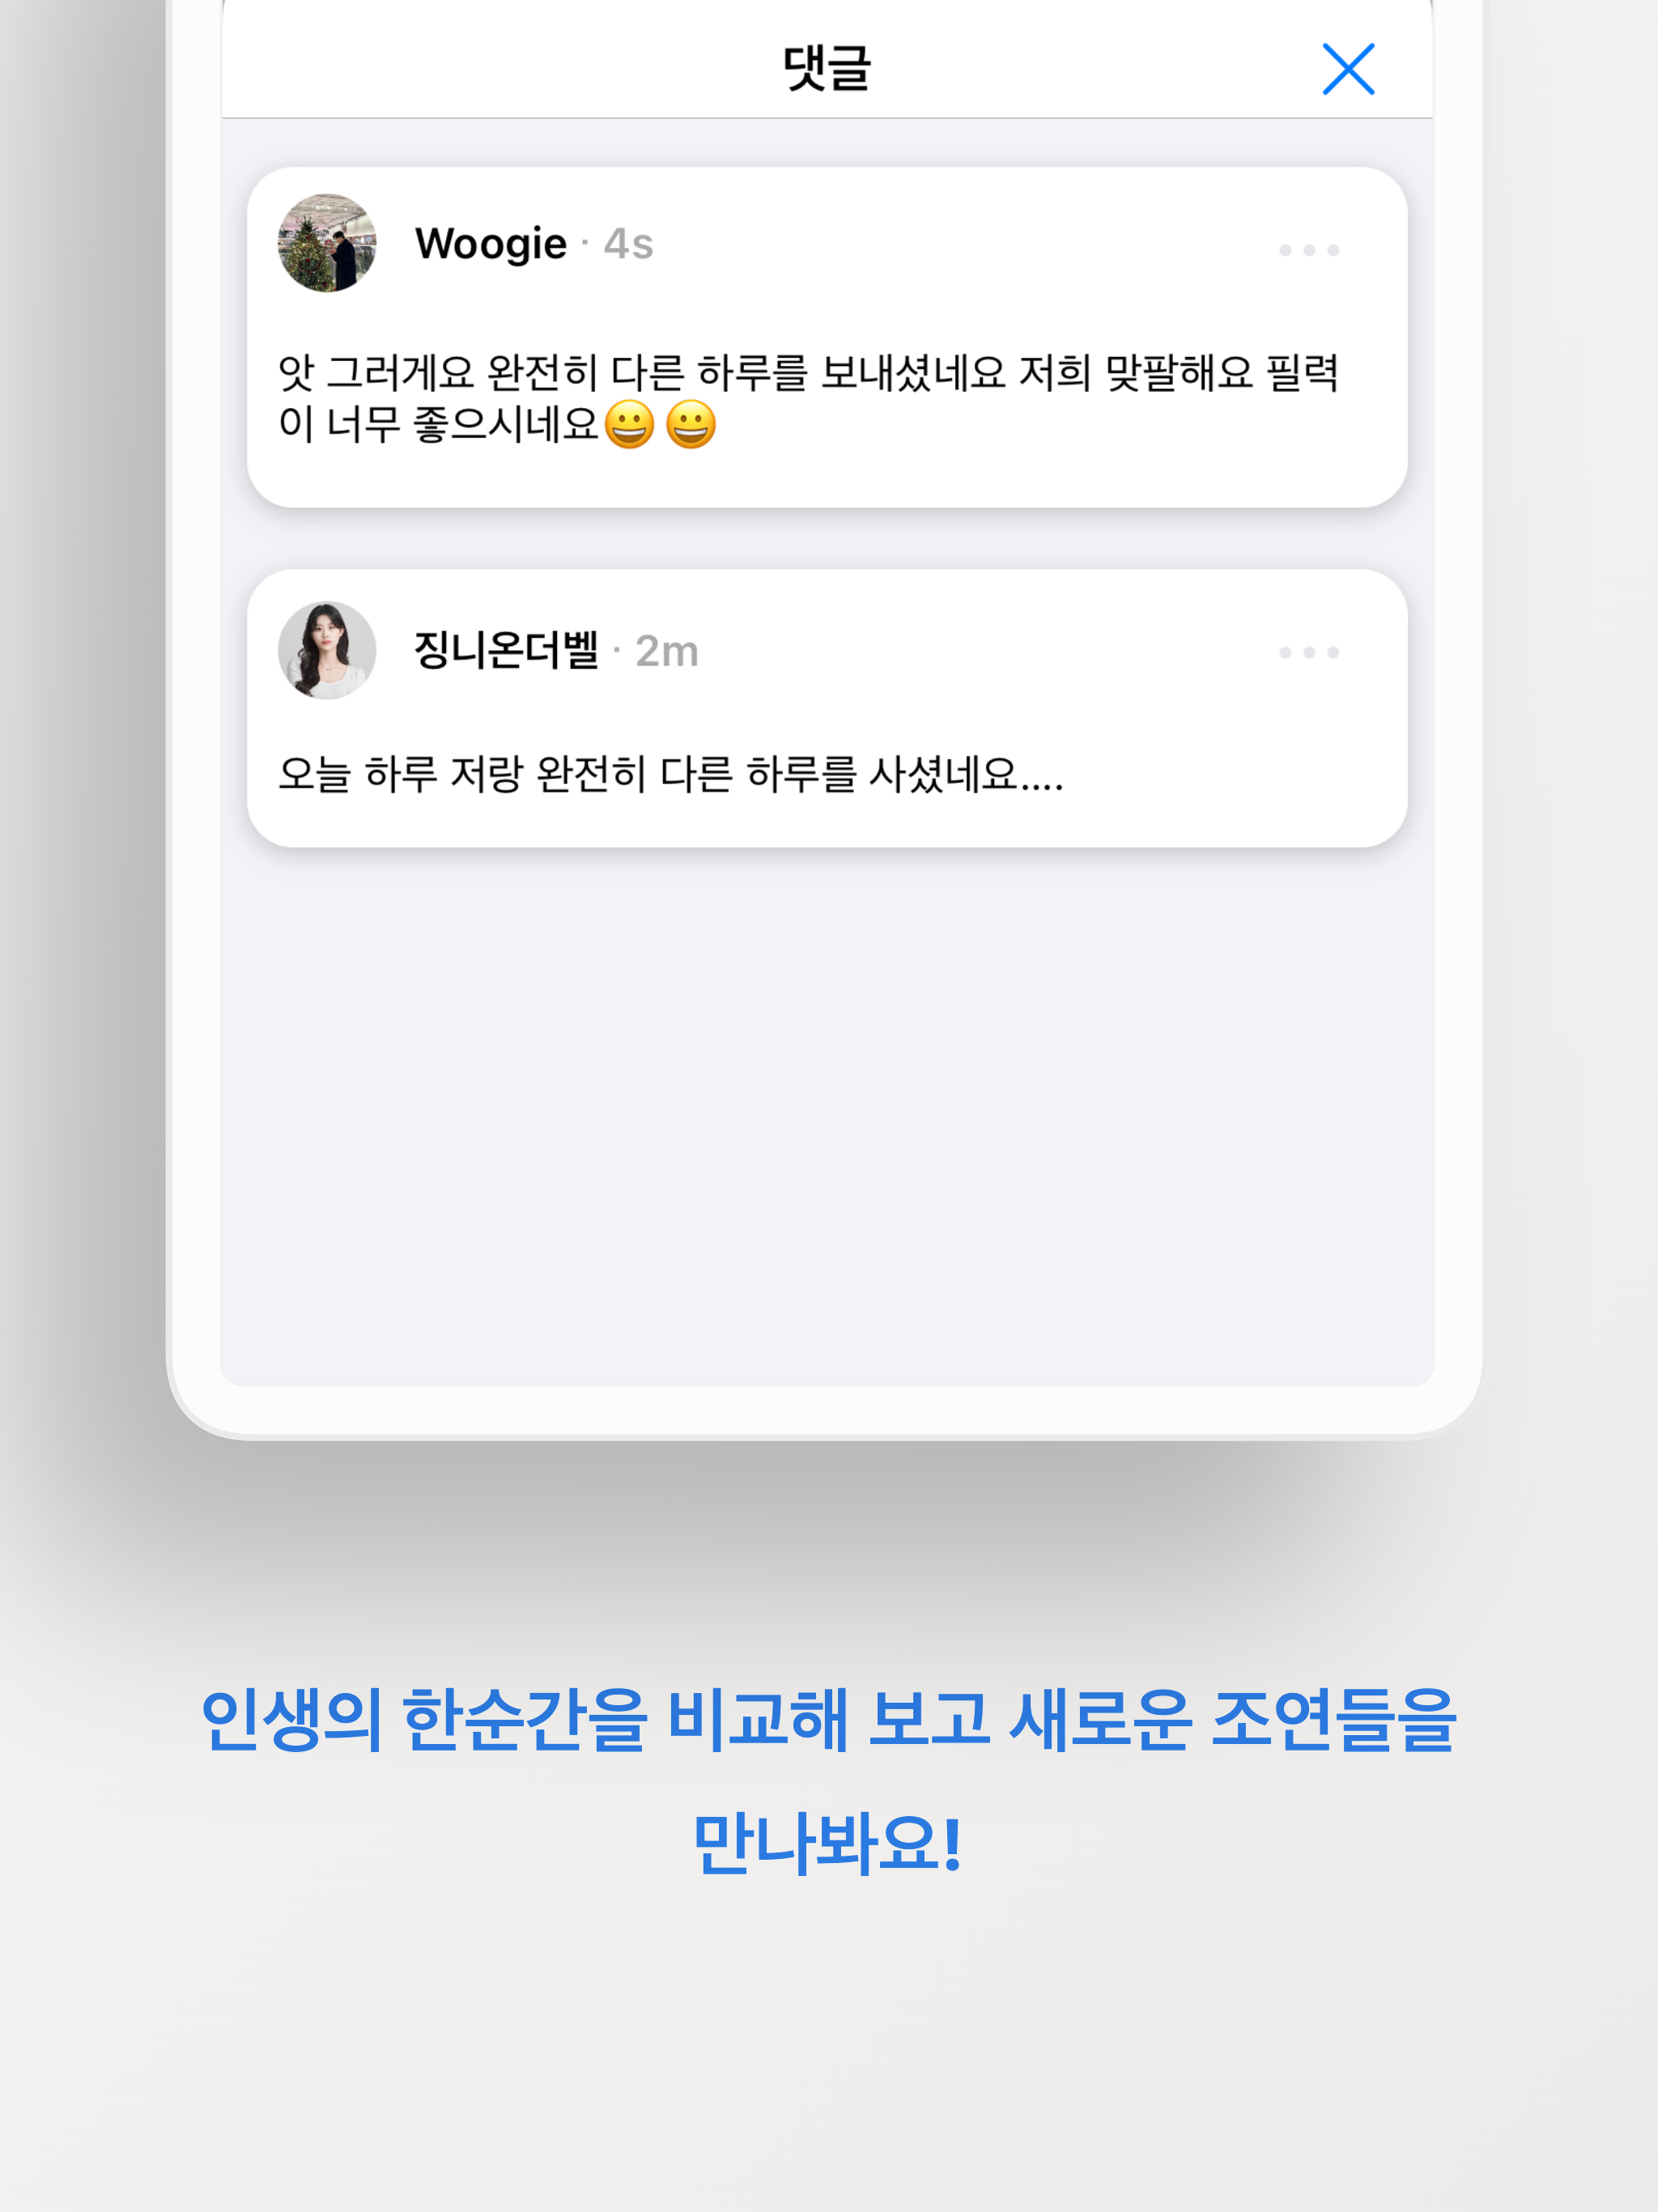 댓글
Woogie · 4s
앗 그러게요 완전히 다른 하루를 보내셨네요 저희 맞팔해요 필력
이 너무 좋으시네요😀😀
징니온더벨 · 2m
오늘 하루 저랑 완전히 다른 하루를 사셨네요....
인생의 한순간을 비교해 보고 새로운 조연들을
만나봐요!